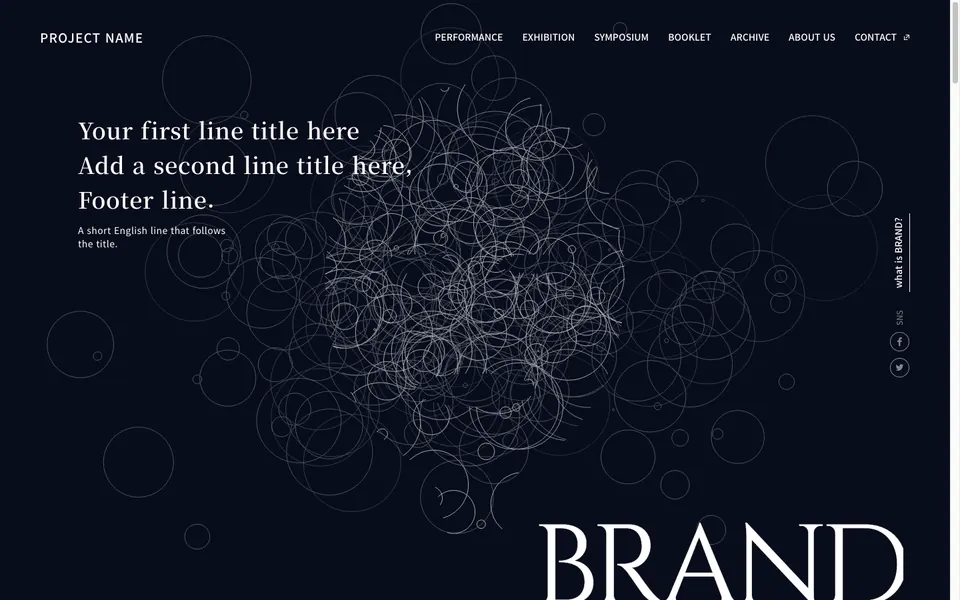 PROJECT NAME
PERFORMANCE EXHIBITION SYMPOSIUM BOOKLET ARCHIVE ABOUT US CONTACT
Your first line title here
Add a second line title here,
Footer line.
A short English line that follows
the title.
what is BRAND?
SNS
BRAND